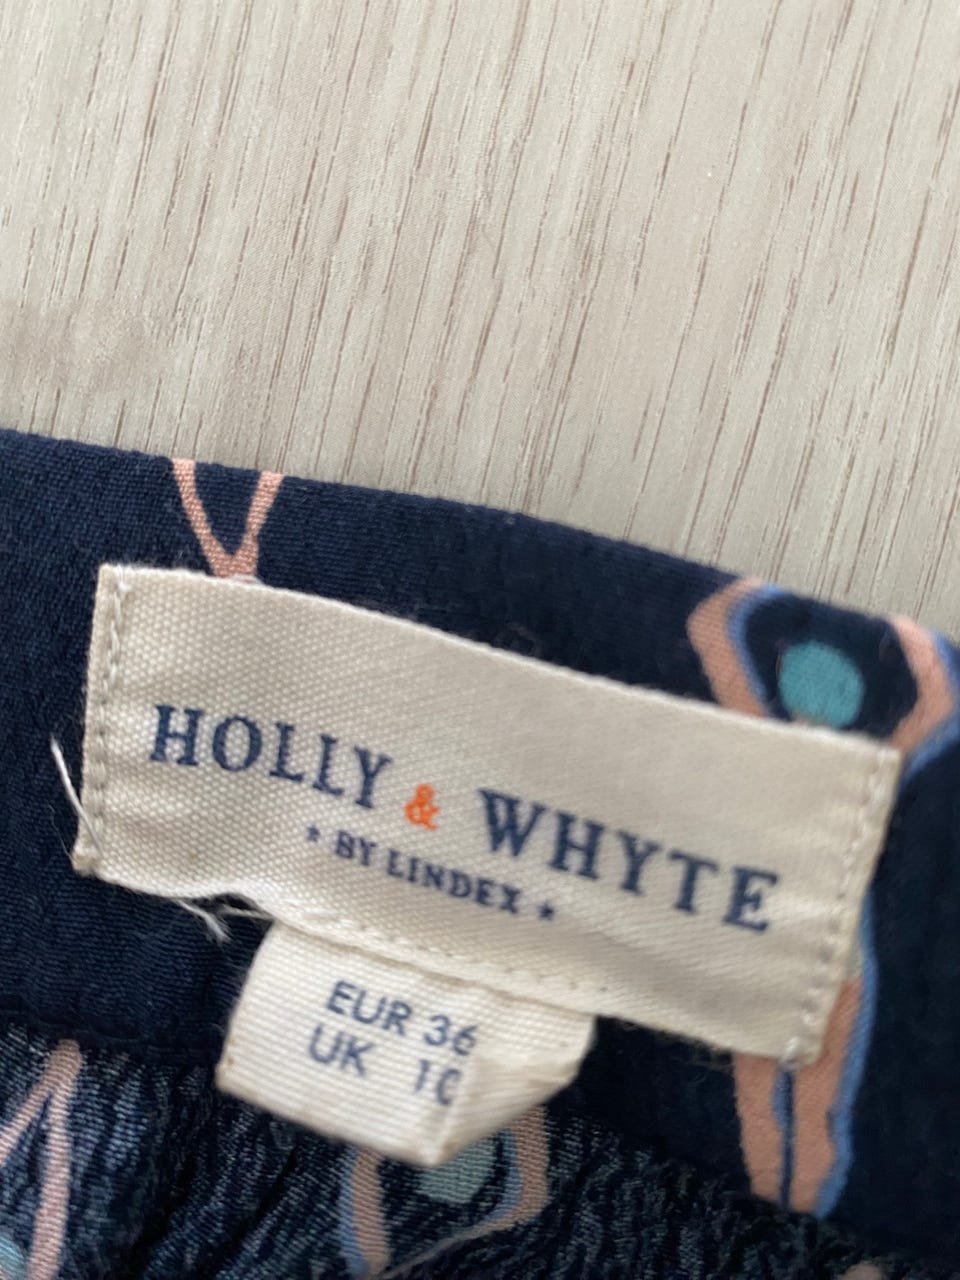 HOLLY & WHYTE
* BY LINDEX *
EUR 36
UK 10